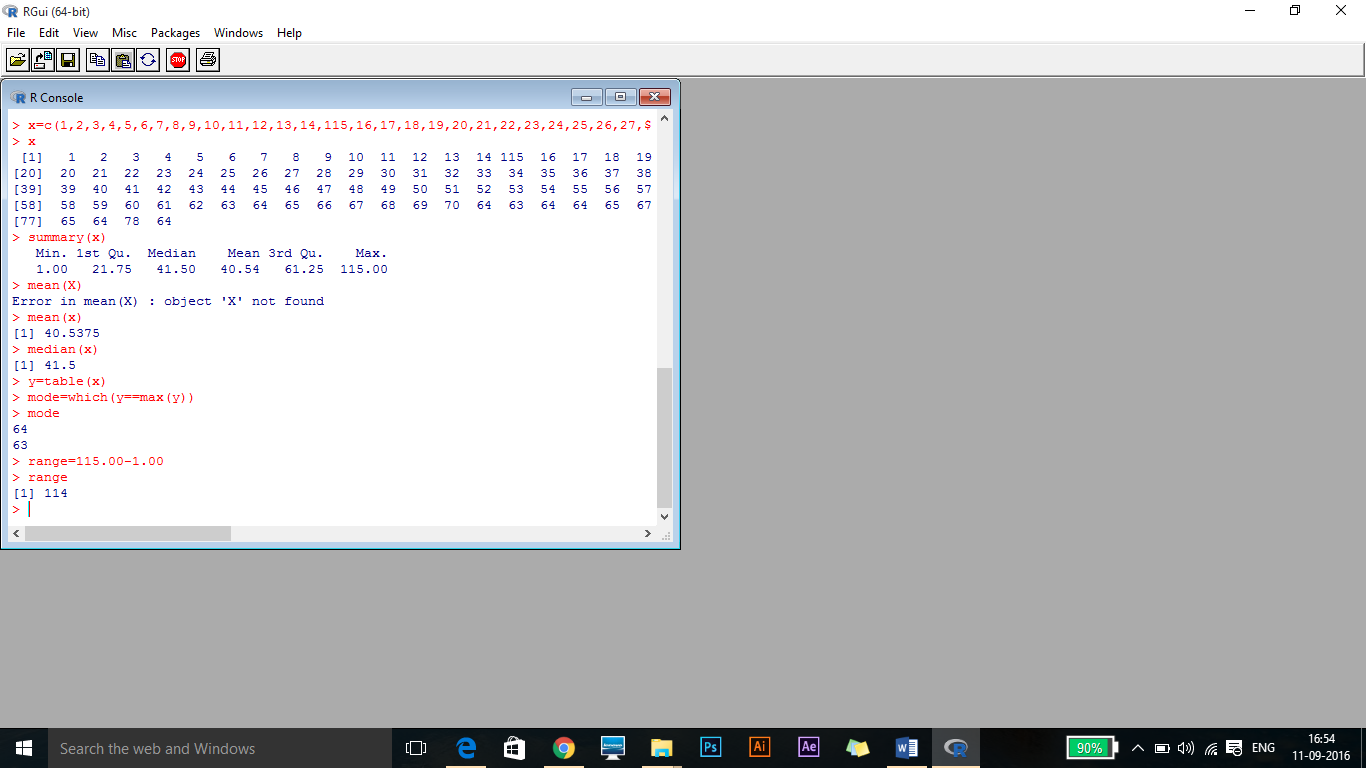 RGui (64-bit)
File Edit View Misc Packages Windows Help
STOP
R Console
> x=c(1,2,3,4,5,6,7,8,9,10,11,12,13,14,115,16,17,18,19,20,21,22,23,24,25,26,27,$
> x
[1] 1 2 3 4 5 6 7 8 9 10 11 12 13 14 115 16 17 18 19
[20] 20 21 22 23 24 25 26 27 28 29 30 31 32 33 34 35 36 37 38
[39] 39 40 41 42 43 44 45 46 47 48 49 50 51 52 53 54 55 56 57
[58] 58 59 60 61 62 63 64 65 66 67 68 69 70 64 63 64 64 65 67
[77] 65 64 78 64
> summary(x)
Min. 1st Qu. Median Mean 3rd Qu. Max.
1.00 21.75 41.50 40.54 61.25 115.00
> mean(X)
Error in mean(X) : object 'X' not found
> mean(x)
[1] 40.5375
> median(x)
[1] 41.5
> y=table(x)
> mode=which(y==max(y))
> mode
64
63
> range=115.00-1.00
> range
[1] 114
>
Search the web and Windows
Ps Ai Ae
90%
ENG
16:54
11-09-2016